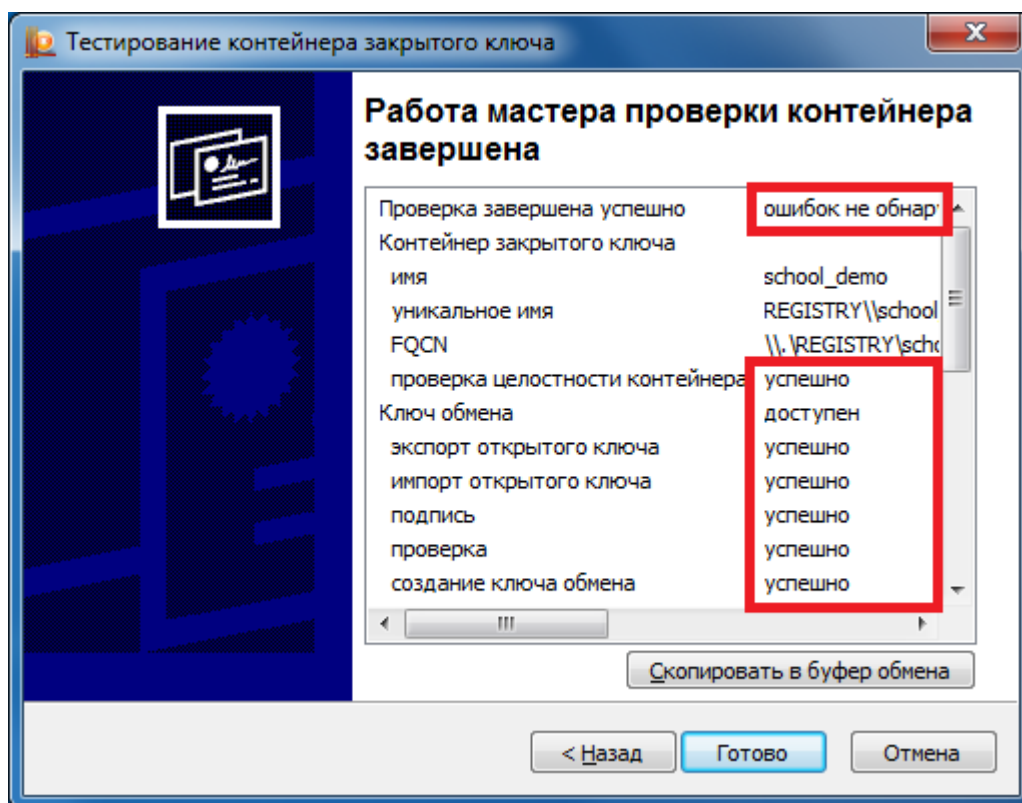 Тестирование контейнера закрытого ключа
Работа мастера проверки контейнера
завершена
Проверка завершена успешно ошибок не обнар
Контейнер закрытого ключа
имя school_demo
уникальное имя REGISTRY\\school
FQCN \\.\REGISTRY\scho
проверка целостности контейнера успешно
Ключ обмена доступен
экспорт открытого ключа успешно
импорт открытого ключа успешно
подпись успешно
проверка успешно
создание ключа обмена успешно
Скопировать в буфер обмена
< Назад Готово Отмена